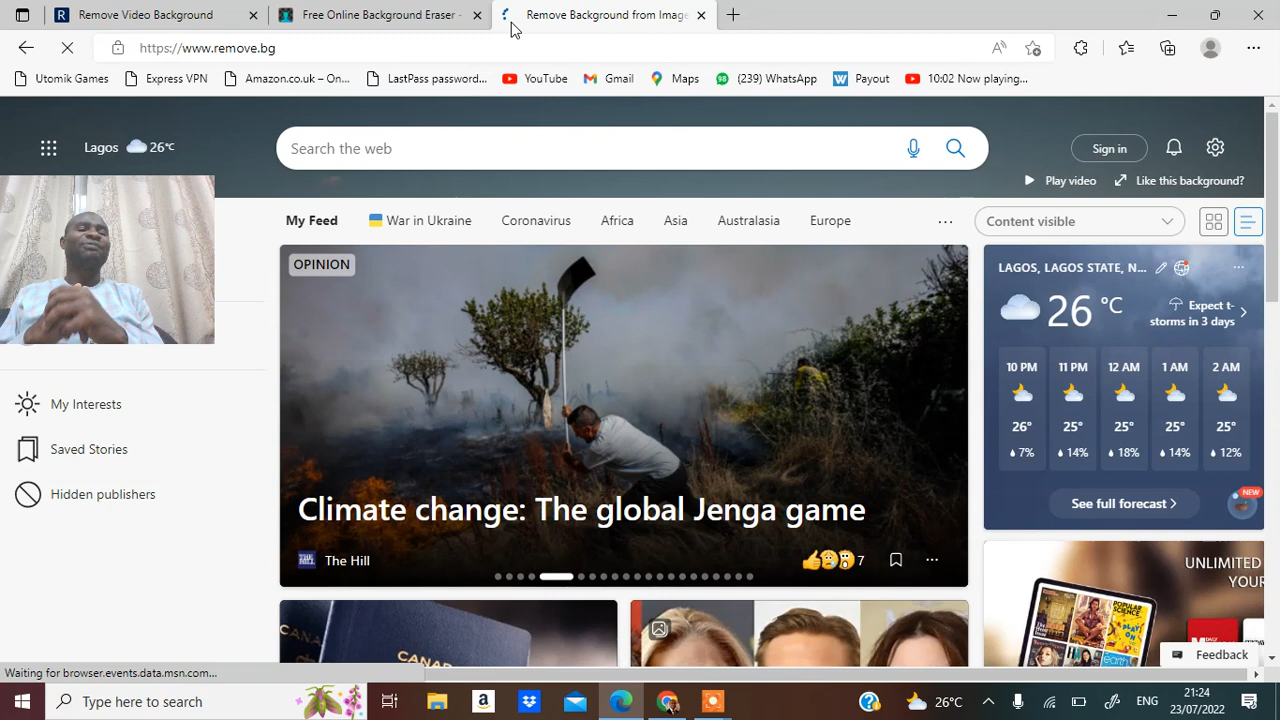 Remove Video Background
Free Online Background Eraser -
Remove Background from Image
https://www.remove.bg
Utomik Games
Express VPN
Amazon.co.uk – On...
LastPass password...
YouTube
Gmail
Maps
(239) WhatsApp
Payout
10:02 Now playing...
Lagos 26°C
Search the web
Sign in
Play video
Like this background?
My Feed
War in Ukraine
Coronavirus
Africa
Asia
Australasia
Europe
...
Content visible
My Interests
Saved Stories
Hidden publishers
OPINION
Climate change: The global Jenga game
The Hill
7
LAGOS, LAGOS STATE, N...
26 °C
Expect t-
storms in 3 days
10 PM 11 PM 12 AM 1 AM 2 AM
26° 25° 25° 25° 25°
7% 14% 18% 14% 12%
See full forecast
NEW
UNLIMITED
YOUR
POPULAR
SCIENCE
Feedback
Waiting for browser.events.data.msn.com...
Type here to search
26°C
ENG
21:24
23/07/2022